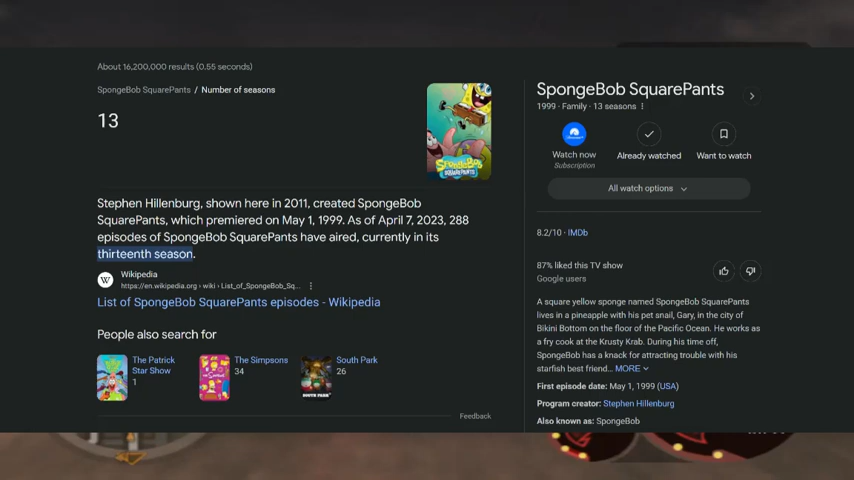 About 16,200,000 results (0.55 seconds)
SpongeBob SquarePants / Number of seasons
13
SPONGEBOB
SQUAREPANTS
Stephen Hillenburg, shown here in 2011, created SpongeBob
SquarePants, which premiered on May 1, 1999. As of April 7, 2023, 288
episodes of SpongeBob SquarePants have aired, currently in its
thirteenth season.
W
Wikipedia
https://en.wikipedia.org › wiki › List_of_SpongeBob_Sq...
List of SpongeBob SquarePants episodes - Wikipedia
People also search for
The Patrick
Star Show
1
The Simpsons
34
SOUTH PARK
South Park
26
Feedback
SpongeBob SquarePants
1999 · Family · 13 seasons
Watch now
Subscription
Already watched
Want to watch
All watch options
8.2/10 · IMDb
87% liked this TV show
Google users
A square yellow sponge named SpongeBob SquarePants
lives in a pineapple with his pet snail, Gary, in the city of
Bikini Bottom on the floor of the Pacific Ocean. He works as
a fry cook at the Krusty Krab. During his time off,
SpongeBob has a knack for attracting trouble with his
starfish best friend... MORE
First episode date: May 1, 1999 (USA)
Program creator: Stephen Hillenburg
Also known as: SpongeBob